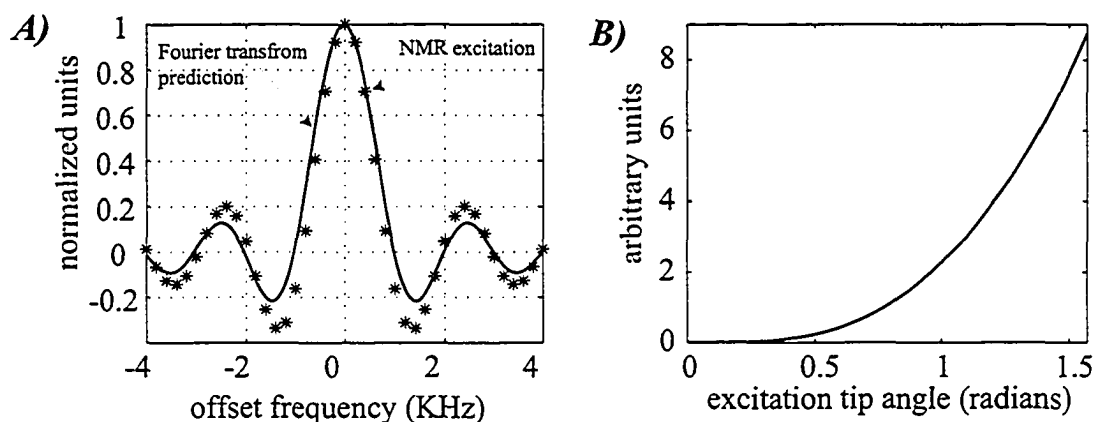 A)
normalized units
1
0.8
0.6
0.4
0.2
0
-0.2
Fourier transfrom
prediction
NMR excitation
-4
-2
0
2
4
offset frequency (KHz)
B)
arbitrary units
8
6
4
2
0
0
0.5
1
1.5
excitation tip angle (radians)